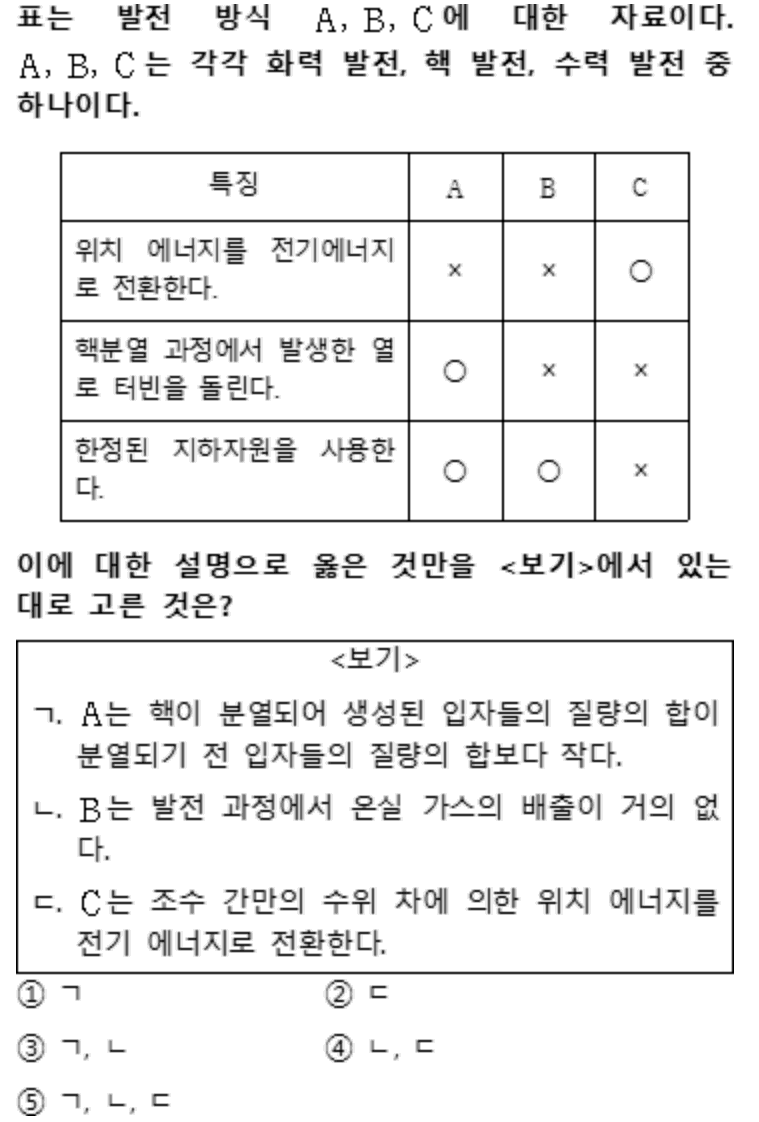 표는 발전 방식 A, B, C에 대한 자료이다.
A, B, C는 각각 화력 발전, 핵 발전, 수력 발전 중
하나이다.
특징 A B C
위치 에너지를 전기에너지
로 전환한다. × × ○
핵분열 과정에서 발생한 열
로 터빈을 돌린다. ○ × ×
한정된 지하자원을 사용한
다. ○ ○ ×
이에 대한 설명으로 옳은 것만을 <보기>에서 있는
대로 고른 것은?
<보기>
ㄱ. A는 핵이 분열되어 생성된 입자들의 질량의 합이
분열되기 전 입자들의 질량의 합보다 작다.
ㄴ. B는 발전 과정에서 온실 가스의 배출이 거의 없
다.
ㄷ. C는 조수 간만의 수위 차에 의한 위치 에너지를
전기 에너지로 전환한다.
① ㄱ ② ㄷ
③ ㄱ, ㄴ ④ ㄴ, ㄷ
⑤ ㄱ, ㄴ, ㄷ